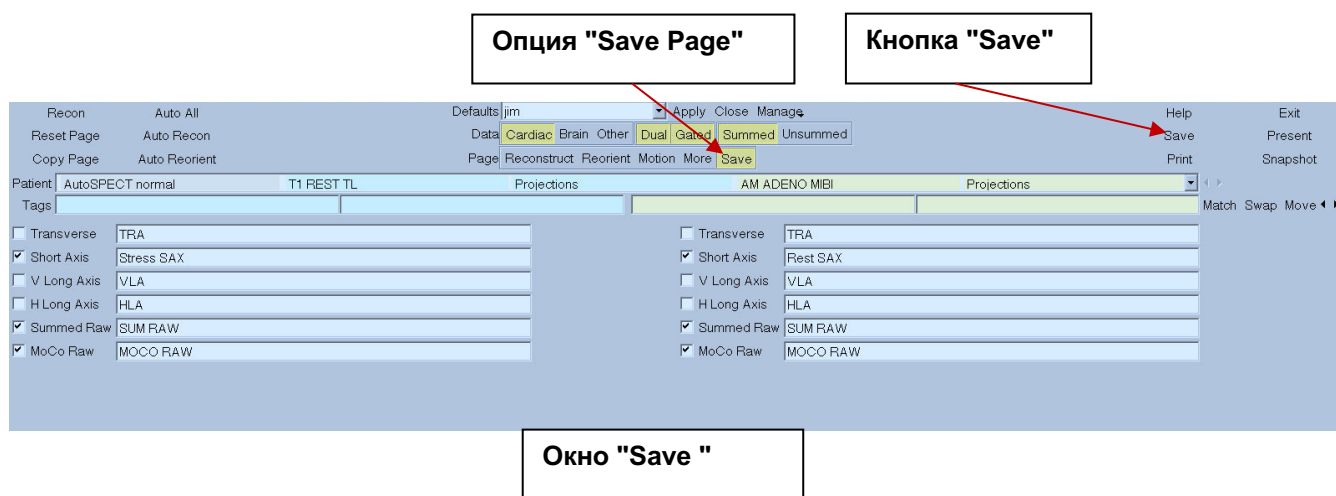 Опция "Save Page"
Кнопка "Save"
Recon Auto All Defaults jim Apply Close Manage Help Exit
Reset Page Auto Recon Data Cardiac Brain Other Dual Gated Summed Unsummed Save Present
Copy Page Auto Reorient Page Reconstruct Reorient Motion More Save Print Snapshot
Patient AutoSPECT normal T1 REST TL Projections AM ADENO MIBI Projections
Tags Match Swap Move
Transverse TRA Transverse TRA
Short Axis Stress SAX Short Axis Rest SAX
V Long Axis VLA V Long Axis VLA
H Long Axis HLA H Long Axis HLA
Summed Raw SUM RAW Summed Raw SUM RAW
MoCo Raw MOCO RAW MoCo Raw MOCO RAW
Окно "Save "